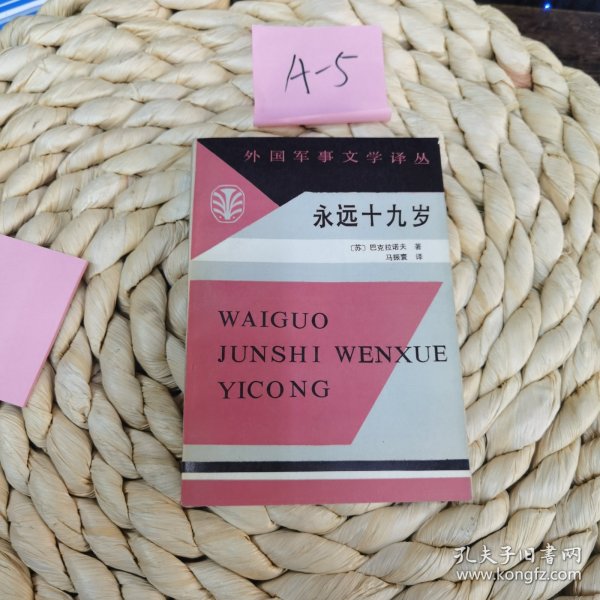 A-5
外国军事文学译丛
永远十九岁
〔苏〕巴克拉诺夫 著
马振寰 译
WAIGUO
JUNSHI WENXUE
YICONG
孔夫子旧书网
www.kongfz.com